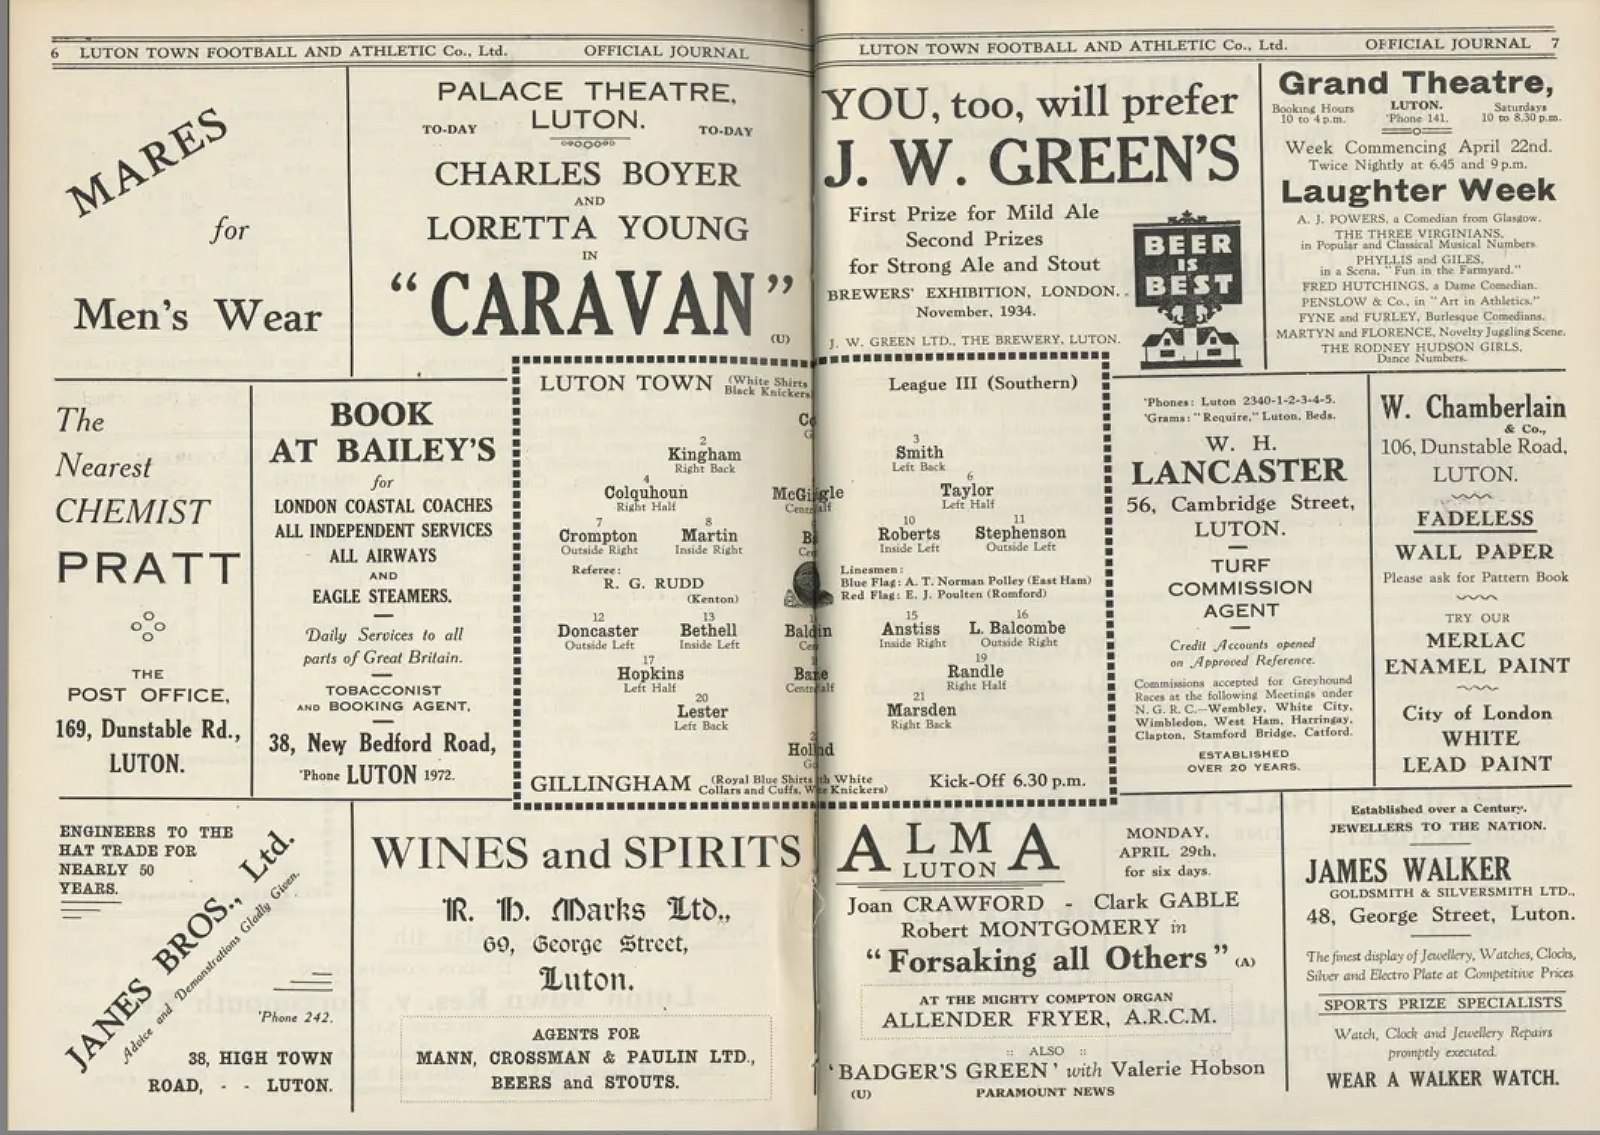 6 LUTON TOWN FOOTBALL AND ATHLETIC Co., Ltd. OFFICIAL JOURNAL
MARES
for
Men's Wear
PALACE THEATRE,
LUTON.
TO-DAY TO-DAY
CHARLES BOYER
AND
LORETTA YOUNG
IN
"CARAVAN"
(U)
The
Nearest
CHEMIST
PRATT
THE
POST OFFICE,
169, Dunstable Rd.,
LUTON.
BOOK
AT BAILEY'S
for
LONDON COASTAL COACHES
ALL INDEPENDENT SERVICES
ALL AIRWAYS
AND
EAGLE STEAMERS.
Daily Services to all
parts of Great Britain.
TOBACCONIST
AND BOOKING AGENT,
38, New Bedford Road,
'Phone LUTON 1972.
LUTON TOWN (White Shirts
Black Knickers)
League III (Southern)
2 3
Kingham Smith
Right Back Left Back
4 6
Colquhoun McGinigle Taylor
Right Half Left Half
7 8 10 11
Crompton Martin Roberts Stephenson
Outside Right Inside Right Inside Left Outside Left
Referee: Linesmen:
R. G. RUDD Blue Flag: A. T. Norman Polley (East Ham)
(Kenton) Red Flag: E. J. Poulten (Romford)
12 13 15 16
Doncaster Bethell Anstiss L. Balcombe
Outside Left Inside Left Inside Right Outside Right
17 19
Hopkins Randle
Left Half Right Half
20 21
Lester Marsden
Left Back Right Back
GILLINGHAM (Royal Blue Shirts with White
Collars and Cuffs, White Knickers) Kick-Off 6.30 p.m.
ENGINEERS TO THE
HAT TRADE FOR
NEARLY 50
YEARS.
JANES BROS., Ltd.
Advice and Demonstrations Gladly Given.
'Phone 242.
38, HIGH TOWN
ROAD, - - LUTON.
WINES and SPIRITS
R. H. Marks Ltd.,
69, George Street,
Luton.
AGENTS FOR
MANN, CROSSMAN & PAULIN LTD.,
BEERS and STOUTS.
LUTON TOWN FOOTBALL AND ATHLETIC Co., Ltd. OFFICIAL JOURNAL 7
YOU, too, will prefer
J. W. GREEN'S
First Prize for Mild Ale
Second Prizes
for Strong Ale and Stout
BREWERS' EXHIBITION, LONDON.
November, 1934.
J. W. GREEN LTD., THE BREWERY, LUTON.
BEER
IS
BEST
Grand Theatre,
Booking Hours LUTON. Saturdays
10 to 4 p.m. 'Phone 141. 10 to 8.30 p.m.
Week Commencing April 22nd.
Twice Nightly at 6.45 and 9 p.m.
Laughter Week
A. J. POWERS, a Comedian from Glasgow.
THE THREE VIRGINIANS,
in Popular and Classical Musical Numbers.
PHYLLIS and GILES,
in a Scena, "Fun in the Farmyard."
FRED HUTCHINGS, a Dame Comedian.
PENSLOW & Co., in "Art in Athletics."
FYNE and FURLEY, Burlesque Comedians.
MARTYN and FLORENCE, Novelty Juggling Scene.
THE RODNEY HUDSON GIRLS,
Dance Numbers.
'Phones: Luton 2340-1-2-3-4-5.
'Grams: "Require," Luton, Beds.
W. H.
LANCASTER
56, Cambridge Street,
LUTON.
TURF
COMMISSION
AGENT
Credit Accounts opened
on Approved Reference.
Commissions accepted for Greyhound
Races at the following Meetings under
N. G. R. C.—Wembley, White City,
Wimbledon, West Ham, Harringay,
Clapton, Stamford Bridge, Catford.
ESTABLISHED
OVER 20 YEARS.
W. Chamberlain
& Co.,
106, Dunstable Road,
LUTON.
FADELESS
WALL PAPER
Please ask for Pattern Book
TRY OUR
MERLAC
ENAMEL PAINT
City of London
WHITE
LEAD PAINT
ALMA
LUTON
MONDAY,
APRIL 29th,
for six days.
Joan CRAWFORD - Clark GABLE
Robert MONTGOMERY in
"Forsaking all Others" (A)
AT THE MIGHTY COMPTON ORGAN
ALLENDER FRYER, A.R.C.M.
:: ALSO ::
'BADGER'S GREEN' with Valerie Hobson
(U) PARAMOUNT NEWS
Established over a Century.
JEWELLERS TO THE NATION.
JAMES WALKER
GOLDSMITH & SILVERSMITH LTD.,
48, George Street, Luton.
The finest display of Jewellery, Watches, Clocks,
Silver and Electro Plate at Competitive Prices
SPORTS PRIZE SPECIALISTS
Watch, Clock and Jewellery Repairs
promptly executed.
WEAR A WALKER WATCH.